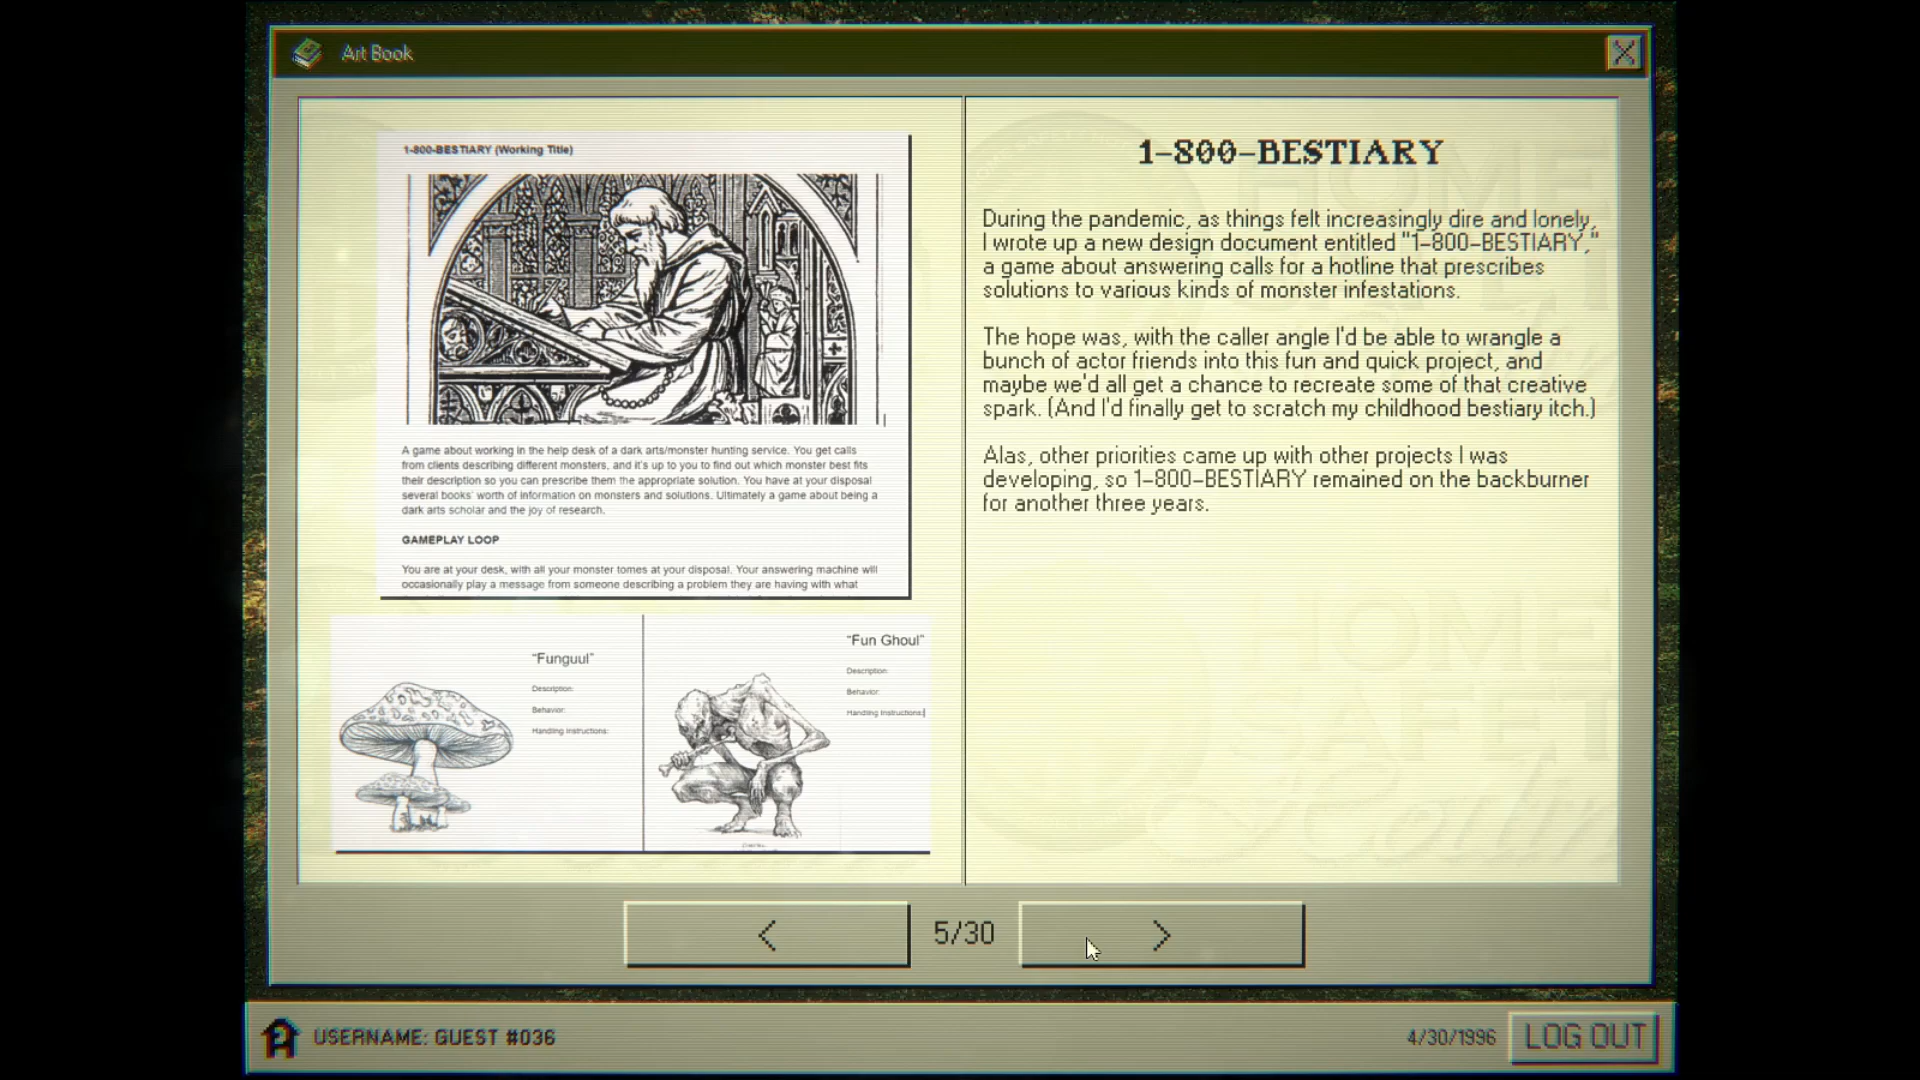 Art Book
1-800-BESTIARY (Working Title)
A game about working in the help desk of a dark arts/monster hunting service. You get calls
from clients describing different monsters, and it's up to you to find out which monster best fits
their description so you can prescribe them the appropriate solution. You have at your disposal
several books' worth of information on monsters and solutions. Ultimately a game about being a
dark arts scholar and the joy of research.
GAMEPLAY LOOP
You are at your desk, with all your monster tomes at your disposal. Your answering machine will
occasionally play a message from someone describing a problem they are having with what
"Funguul"
Description:
Behavior:
Handling Instructions:
"Fun Ghoul"
Description:
Behavior:
Handling Instructions:
1-800-BESTIARY
During the pandemic, as things felt increasingly dire and lonely,
I wrote up a new design document entitled "1-800-BESTIARY,"
a game about answering calls for a hotline that prescribes
solutions to various kinds of monster infestations.
The hope was, with the caller angle I'd be able to wrangle a
bunch of actor friends into this fun and quick project, and
maybe we'd all get a chance to recreate some of that creative
spark. (And I'd finally get to scratch my childhood bestiary itch.)
Alas, other priorities came up with other projects I was
developing, so 1-800-BESTIARY remained on the backburner
for another three years.
HOME
SAFET
HOME
SAFET
< 5/30 >
USERNAME: GUEST #036
4/30/1996
LOG OUT